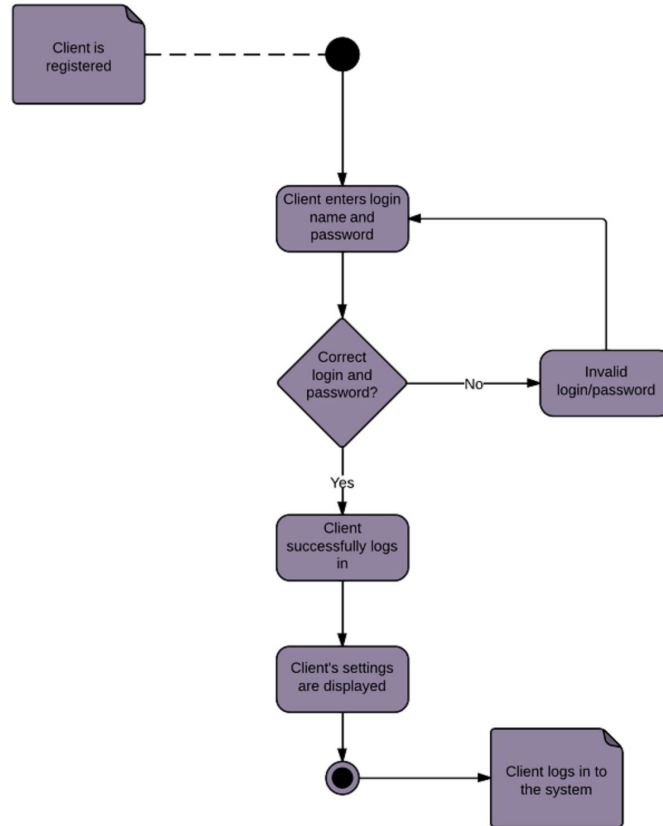 Client is
registered
Client enters login
name and
password
Correct
login and
password?
No
Invalid
login/password
Yes
Client
successfully logs
in
Client's settings
are displayed
Client logs in to
the system